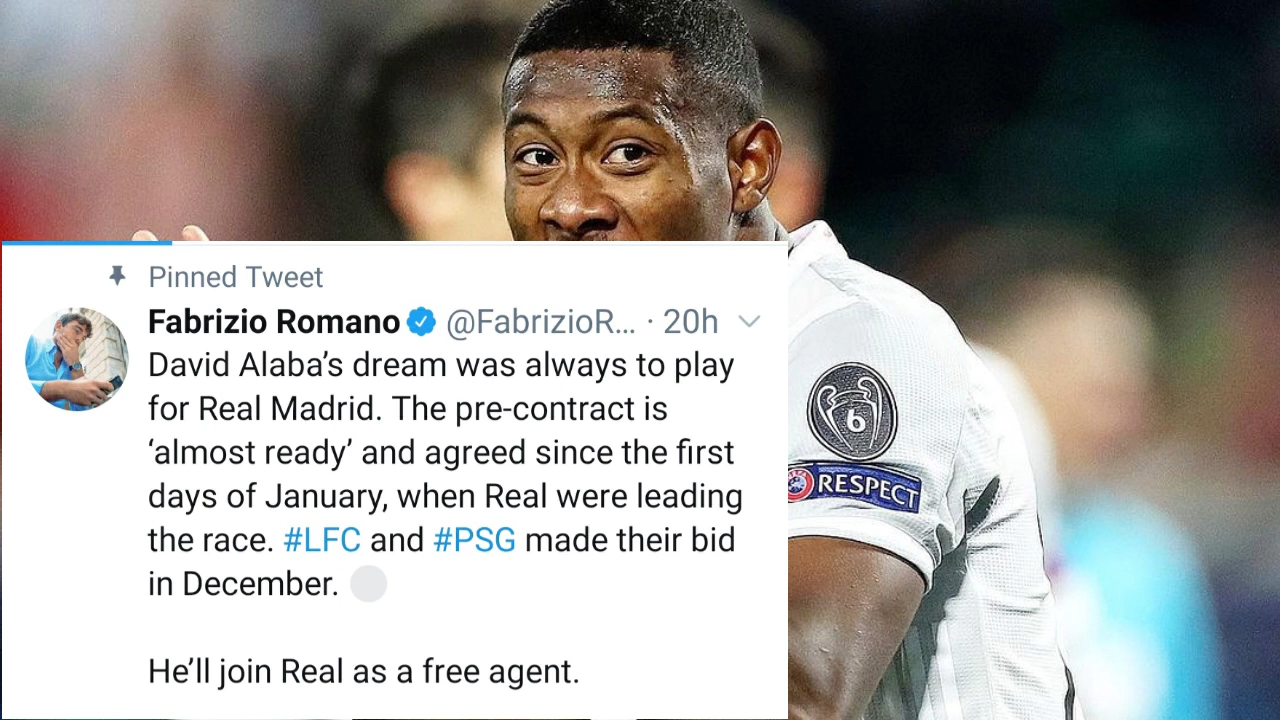 Pinned Tweet
Fabrizio Romano @FabrizioR... · 20h
David Alaba’s dream was always to play
for Real Madrid. The pre-contract is
‘almost ready’ and agreed since the first
days of January, when Real were leading
the race. #LFC and #PSG made their bid
in December.
He’ll join Real as a free agent.
6
RESPECT